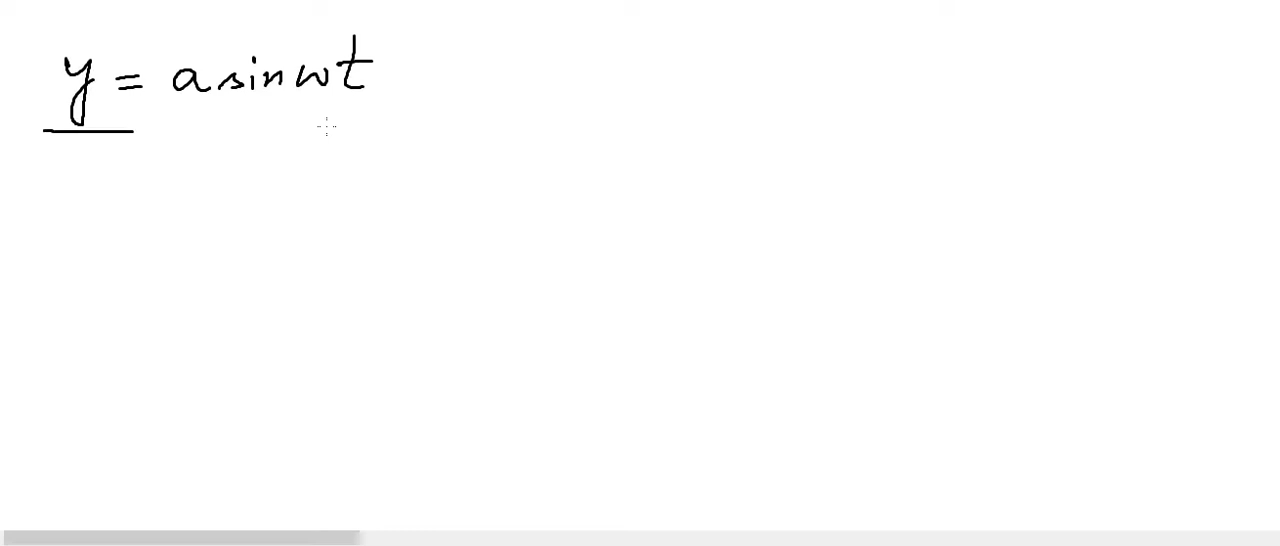 y = a sin ωt